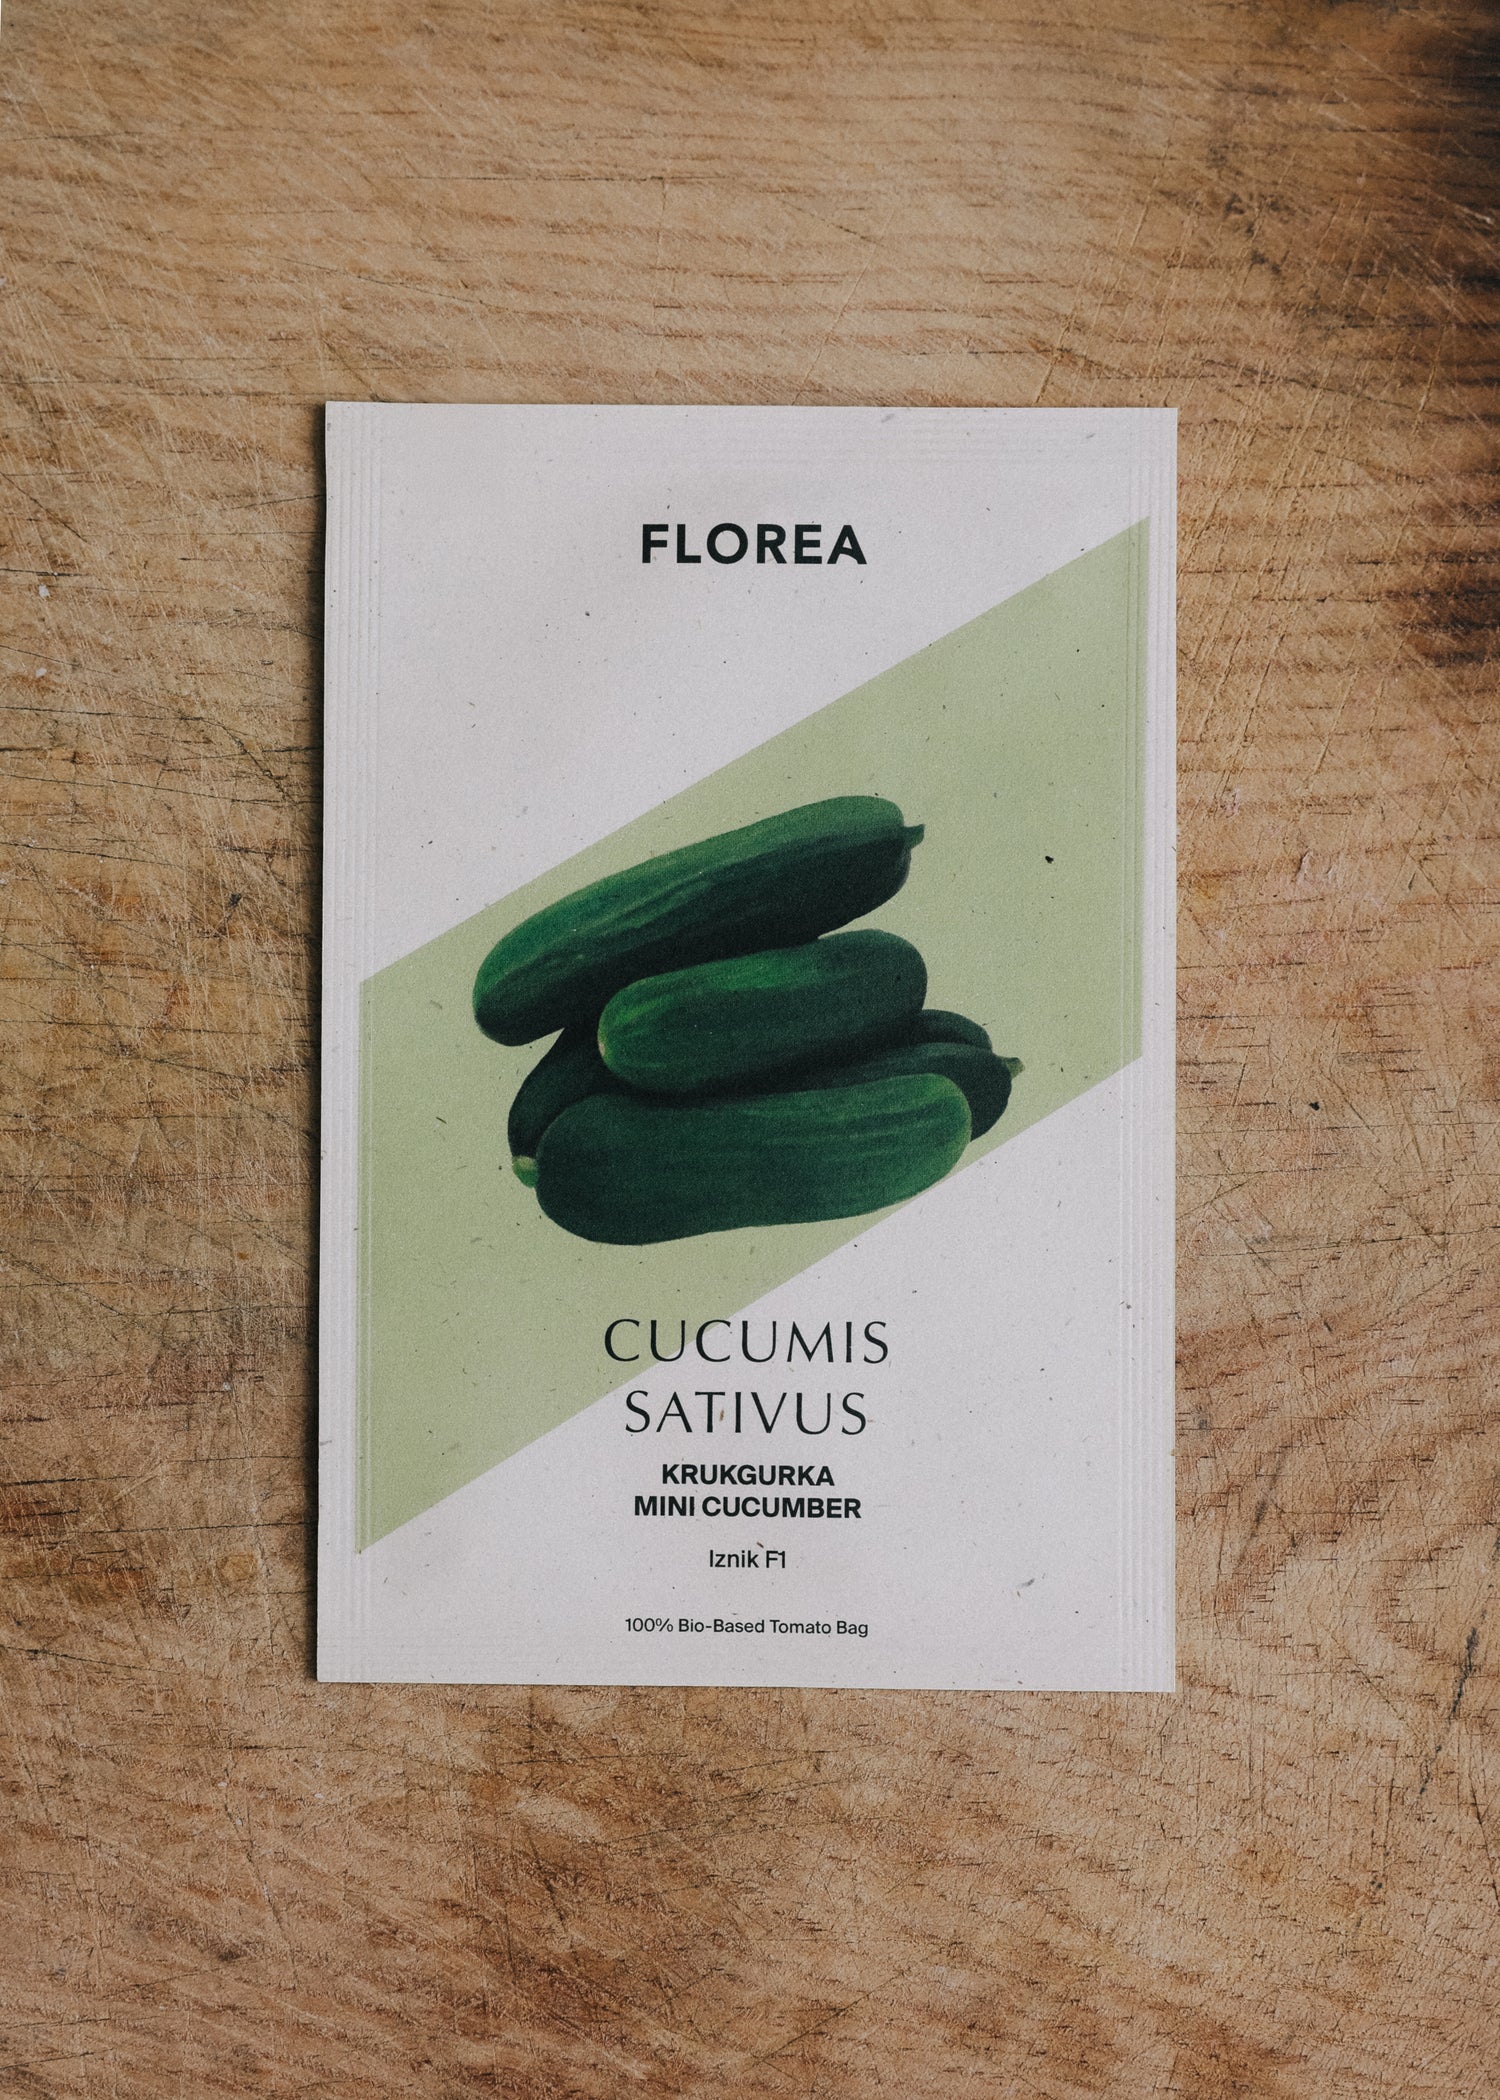 FLOREA
CUCUMIS
SATIVUS
KRUKGURKA
MINI CUCUMBER
Iznik F1
100% Bio-Based Tomato Bag